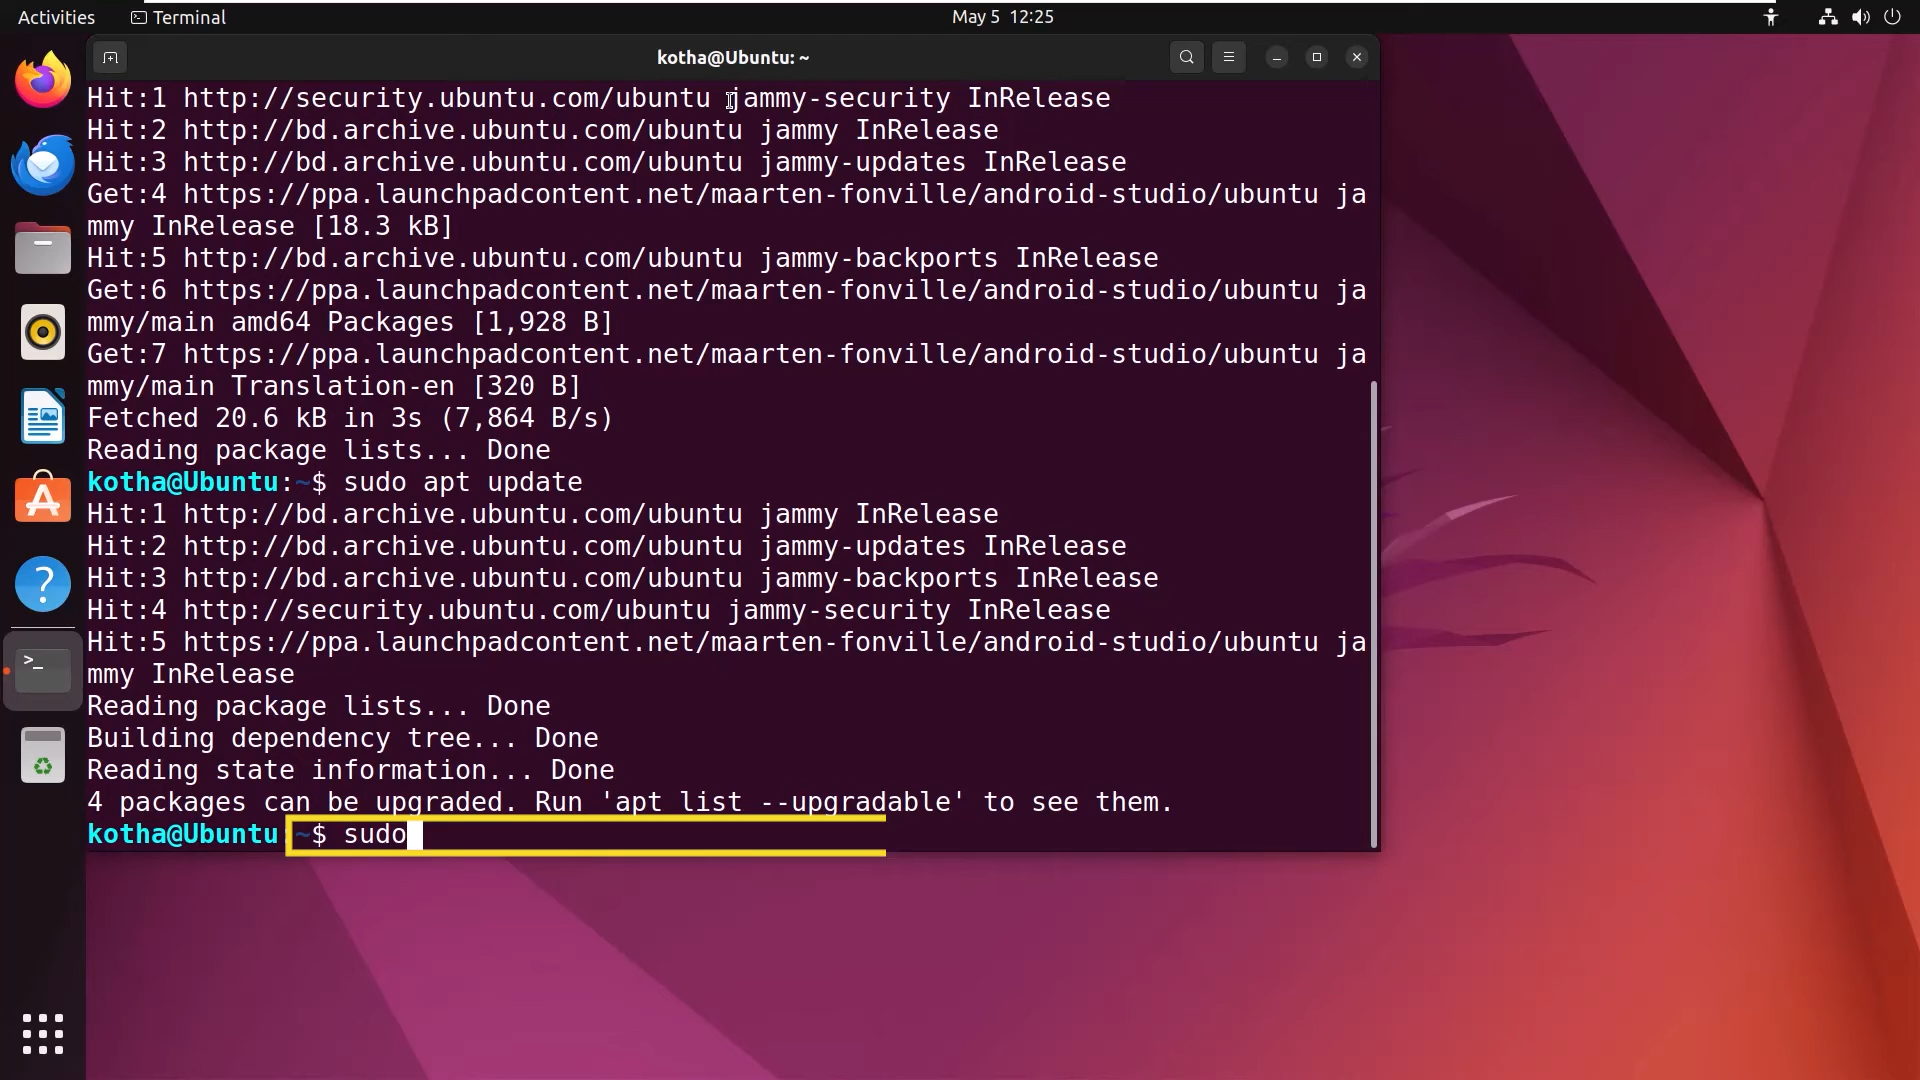 Activities Terminal May 5 12:25
kotha@Ubuntu: ~
Hit:1 http://security.ubuntu.com/ubuntu jammy-security InRelease
Hit:2 http://bd.archive.ubuntu.com/ubuntu jammy InRelease
Hit:3 http://bd.archive.ubuntu.com/ubuntu jammy-updates InRelease
Get:4 https://ppa.launchpadcontent.net/maarten-fonville/android-studio/ubuntu ja
mmy InRelease [18.3 kB]
Hit:5 http://bd.archive.ubuntu.com/ubuntu jammy-backports InRelease
Get:6 https://ppa.launchpadcontent.net/maarten-fonville/android-studio/ubuntu ja
mmy/main amd64 Packages [1,928 B]
Get:7 https://ppa.launchpadcontent.net/maarten-fonville/android-studio/ubuntu ja
mmy/main Translation-en [320 B]
Fetched 20.6 kB in 3s (7,864 B/s)
Reading package lists... Done
kotha@Ubuntu:~$ sudo apt update
Hit:1 http://bd.archive.ubuntu.com/ubuntu jammy InRelease
Hit:2 http://bd.archive.ubuntu.com/ubuntu jammy-updates InRelease
Hit:3 http://bd.archive.ubuntu.com/ubuntu jammy-backports InRelease
Hit:4 http://security.ubuntu.com/ubuntu jammy-security InRelease
Hit:5 https://ppa.launchpadcontent.net/maarten-fonville/android-studio/ubuntu ja
mmy InRelease
Reading package lists... Done
Building dependency tree... Done
Reading state information... Done
4 packages can be upgraded. Run 'apt list --upgradable' to see them.
kotha@Ubuntu:~$ sudo